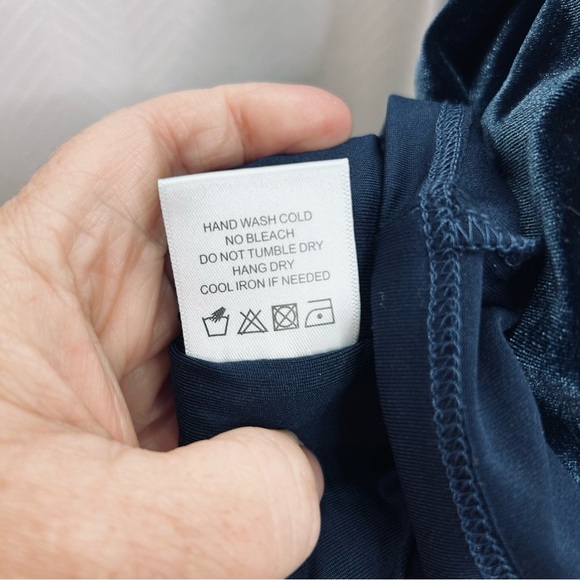 HAND WASH COLD
NO BLEACH
DO NOT TUMBLE DRY
HANG DRY
COOL IRON IF NEEDED